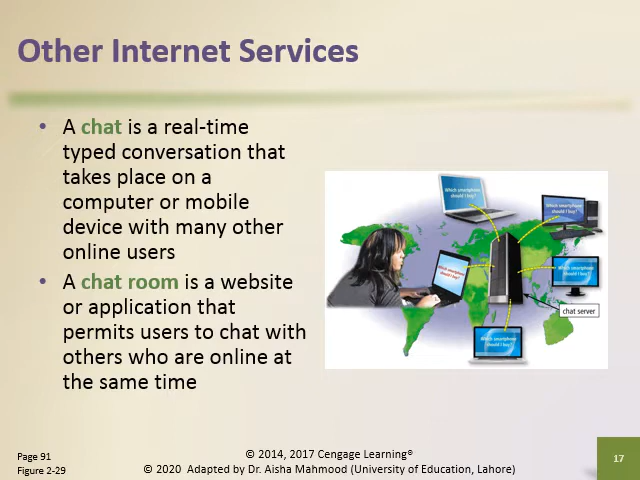 Other Internet Services
• A chat is a real-time
typed conversation that
takes place on a
computer or mobile
device with many other
online users
• A chat room is a website
or application that
permits users to chat with
others who are online at
the same time
Which smartphone
should I buy?
Which smartphone
should I buy?
Which smartphone
should I buy?
Which smartphone
should I buy?
Which smartphone
should I buy?
chat server
Page 91
Figure 2-29
© 2014, 2017 Cengage Learning®
© 2020 Adapted by Dr. Aisha Mahmood (University of Education, Lahore)
17